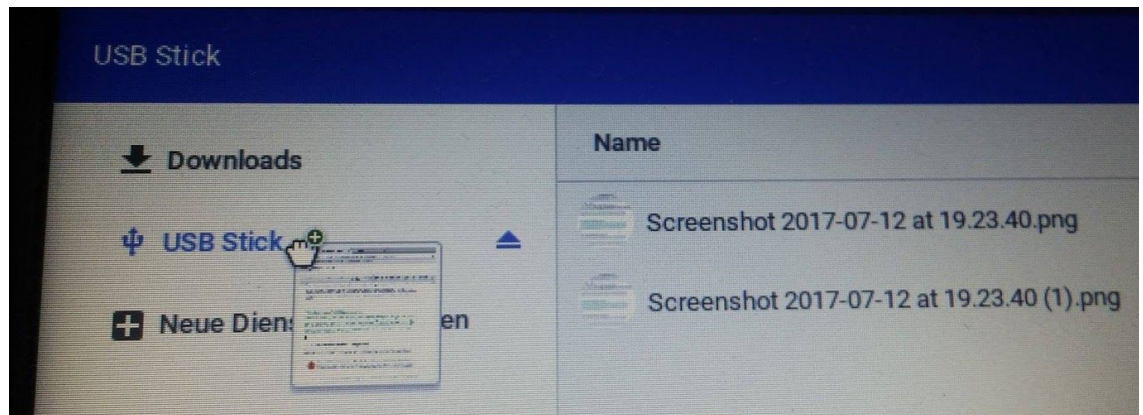 USB Stick
Downloads
USB Stick
Neue en
Name
Screenshot 2017-07-12 at 19.23.40.png
Screenshot 2017-07-12 at 19.23.40 (1).png